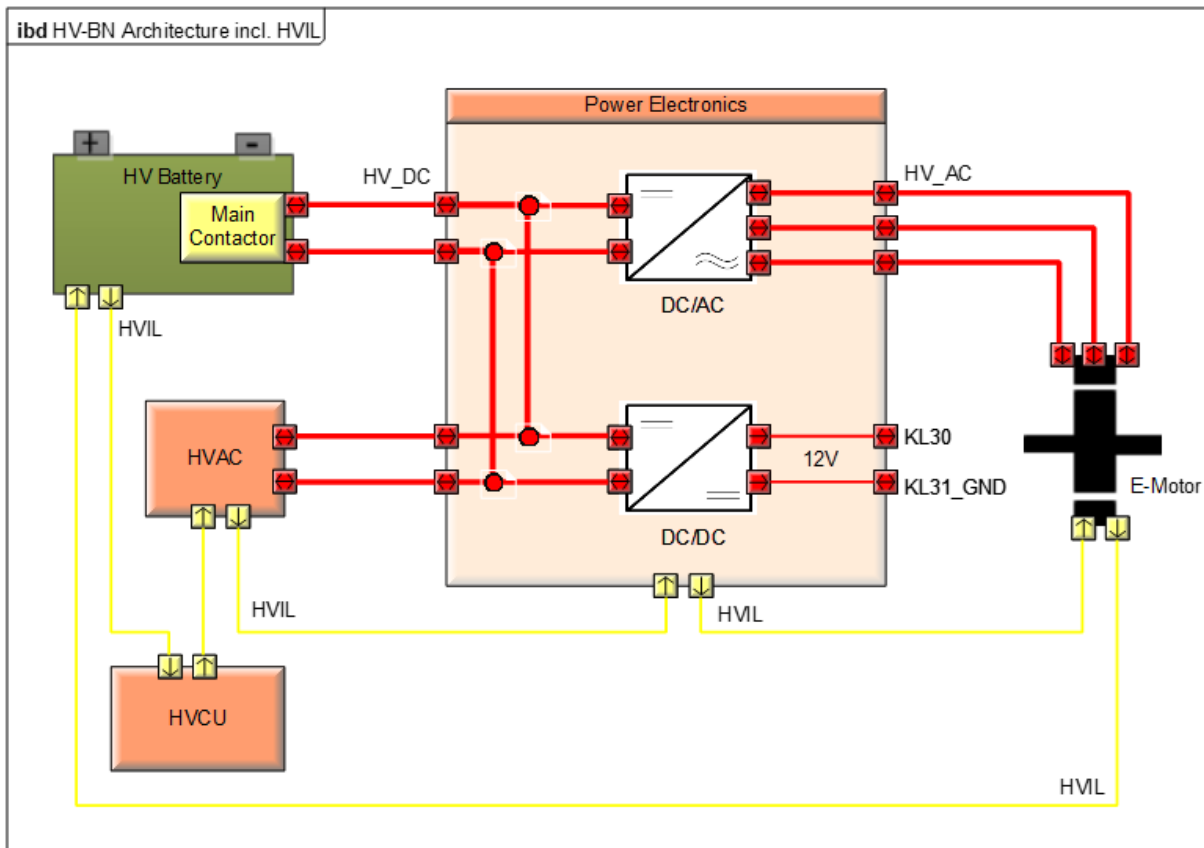 ibd HV-BN Architecture incl. HVIL
Power Electronics
+
-
HV Battery
HV_DC
HV_AC
Main
Contactor
DC/AC
HVIL
HVAC
KL30
12V
KL31_GND
E-Motor
DC/DC
HVIL
HVIL
HVCU
HVIL